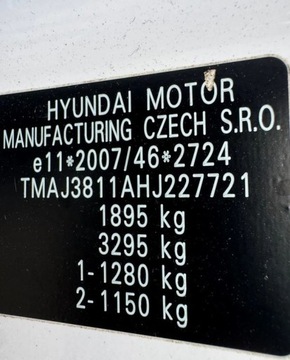 HYUNDAI MOTOR
MANUFACTURING CZECH S.R.O.
e11*2007/46*2724
TMAJ3811AHJ227721
1895 kg
3295 kg
1-1280 kg
2-1150 kg